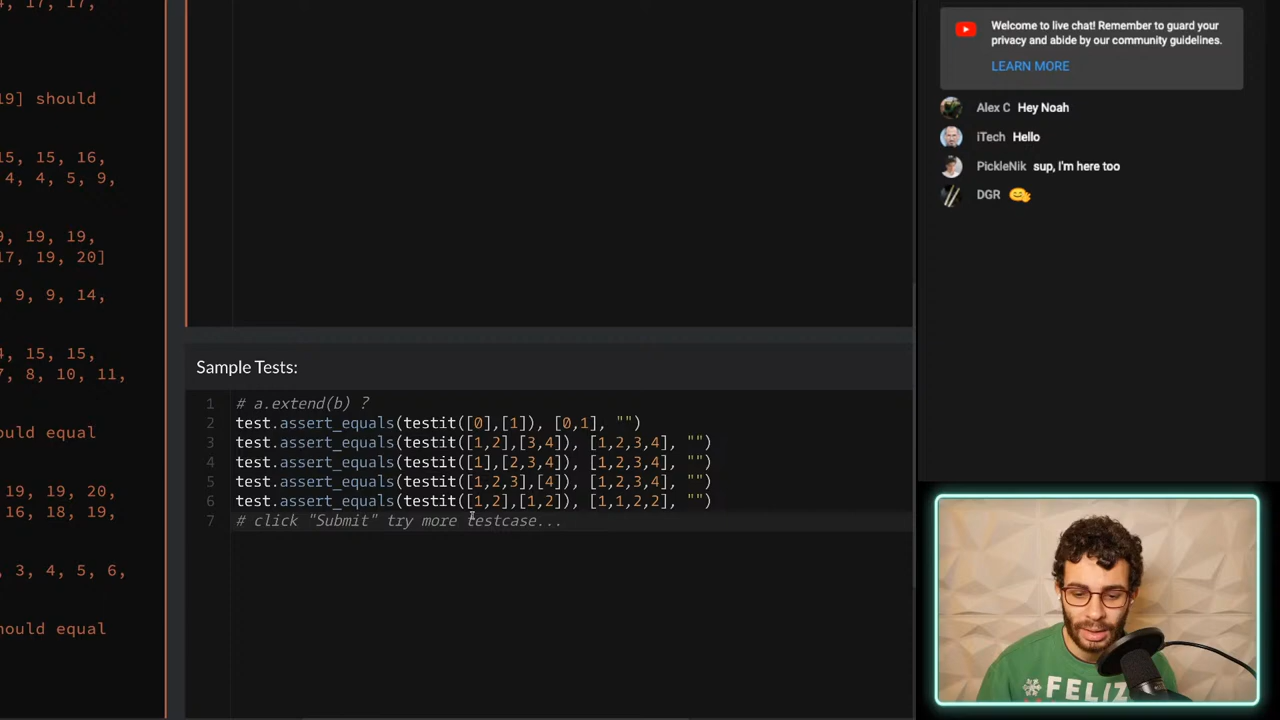 4, 17, 17,
19] should
15, 15, 16,
4, 4, 5, 9,
9, 19, 19,
17, 19, 20]
, 9, 9, 14,
4, 15, 15,
7, 8, 10, 11,
ould equal
19, 19, 20,
16, 18, 19,
, 3, 4, 5, 6,
hould equal
Sample Tests:
1 # a.extend(b) ?
2 test.assert_equals(testit([0],[1]), [0,1], "")
3 test.assert_equals(testit([1,2],[3,4]), [1,2,3,4], "")
4 test.assert_equals(testit([1],[2,3,4]), [1,2,3,4], "")
5 test.assert_equals(testit([1,2,3],[4]), [1,2,3,4], "")
6 test.assert_equals(testit([1,2],[1,2]), [1,1,2,2], "")
7 # click "Submit" try more testcase...
Welcome to live chat! Remember to guard your
privacy and abide by our community guidelines.
LEARN MORE
Alex C Hey Noah
iTech Hello
PickleNik sup, I'm here too
DGR
FELIZ